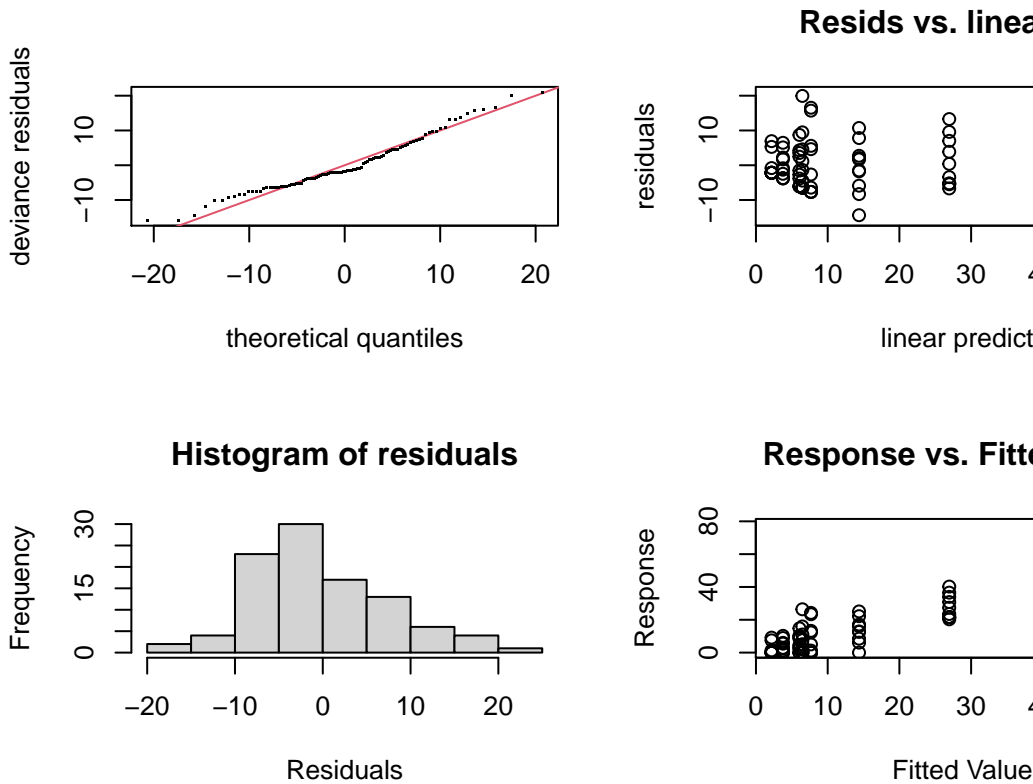 deviance residuals
10
−10
−20 −10 0 10 20
theoretical quantiles
Resids vs. linea
residuals
10
−10
0 10 20 30
linear predict
Histogram of residuals
Frequency
30
15
0
−20 −10 0 10 20
Residuals
Response vs. Fitte
Response
80
40
0
0 10 20 30
Fitted Value